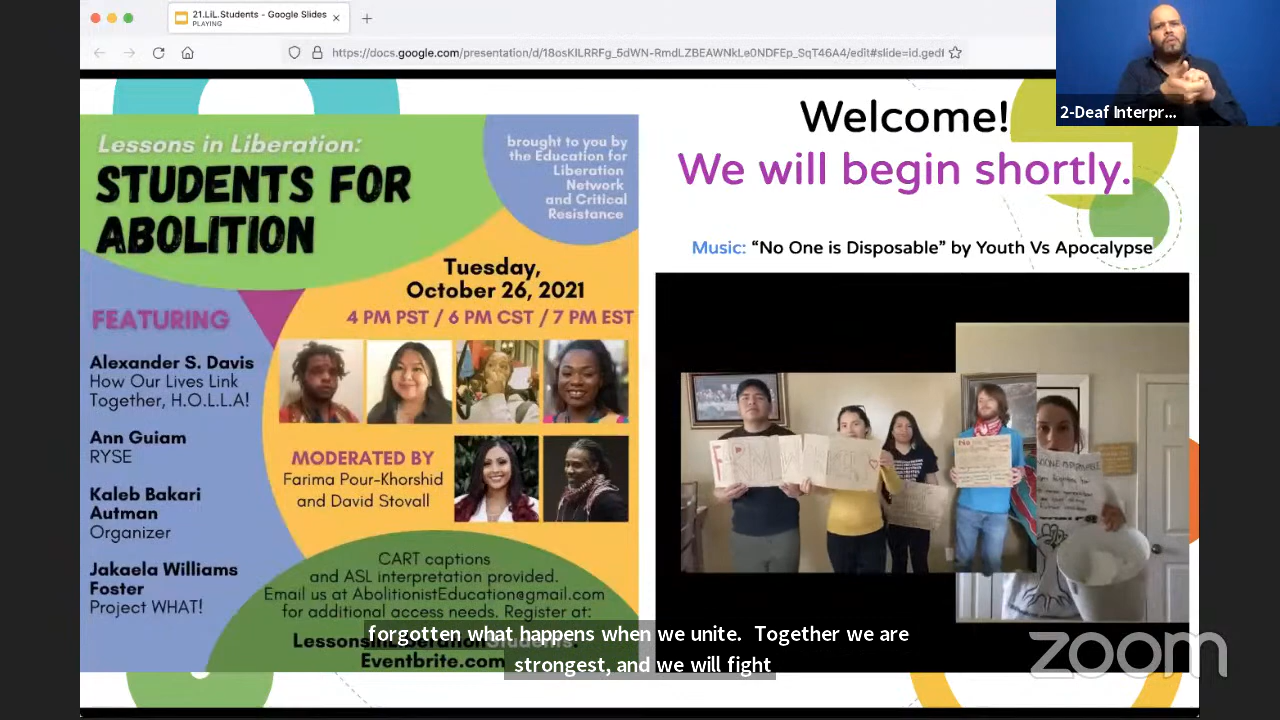 21.LiL.Students - Google Slides
PLAYING
https://docs.google.com/presentation/d/18osKILRRFg_5dWN-RmdLZBEAWNkLe0NDFEp_SqT46A4/edit#slide=id.ged1
2-Deaf Interpr...
Lessons in Liberation:
STUDENTS FOR
ABOLITION
brought to you by
the Education for
Liberation
Network
and Critical
Resistance
Tuesday,
October 26, 2021
4 PM PST / 6 PM CST / 7 PM EST
FEATURING
Alexander S. Davis
How Our Lives Link
Together, H.O.L.L.A!
Ann Guiam
RYSE
Kaleb Bakari
Autman
Organizer
Jakaela Williams
Foster
Project WHAT!
MODERATED BY
Farima Pour-Khorshid
and David Stovall
CART captions
and ASL interpretation provided.
Email us at AbolitionistEducation@gmail.com
for additional access needs. Register at:
LessonsinLiberationStudents.
Eventbrite.com
Welcome!
We will begin shortly.
Music: “No One is Disposable” by Youth Vs Apocalypse
forgotten what happens when we unite. Together we are
strongest, and we will fight
zoom